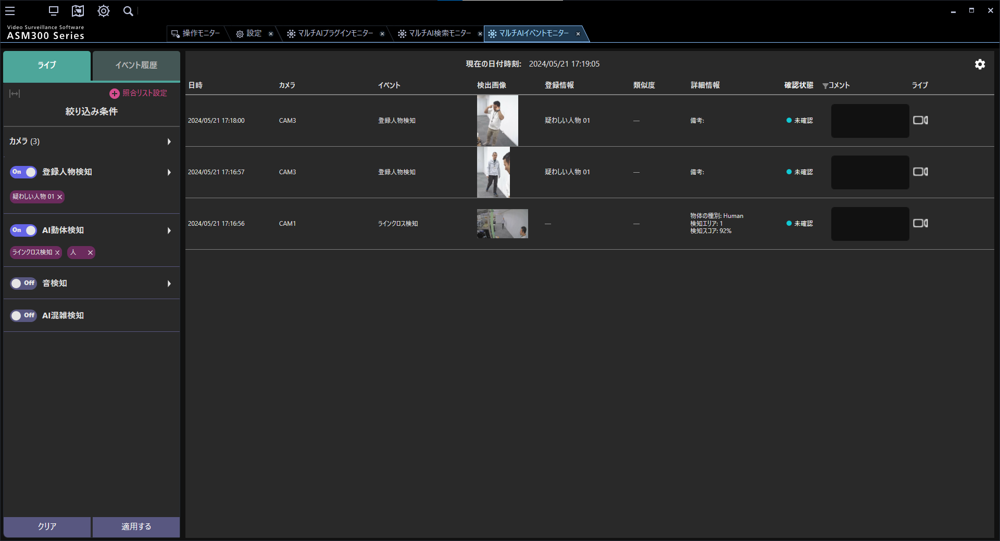 Video Surveillance Software
ASM300 Series
操作モニター
設定
マルチAIプラグインモニター
マルチAI検索モニター
マルチAIイベントモニター
ライブ
イベント履歴
照合リスト設定
絞り込み条件
カメラ (3)
On 登録人物検知
疑わしい人物 01
On AI動体検知
ラインクロス検知
人
Off 音検知
Off AI混雑検知
クリア
適用する
現在の日付時刻: 2024/05/21 17:19:05
日時 カメラ イベント 検出画像 登録情報 類似度 詳細情報 確認状態 コメント ライブ
2024/05/21 17:18:00 CAM3 登録人物検知 疑わしい人物 01 — 備考: 未確認
2024/05/21 17:16:57 CAM3 登録人物検知 疑わしい人物 01 — 備考: 未確認
2024/05/21 17:16:56 CAM1 ラインクロス検知 — — 物体の種別: Human
検知エリア: 1
検知スコア: 92%
未確認